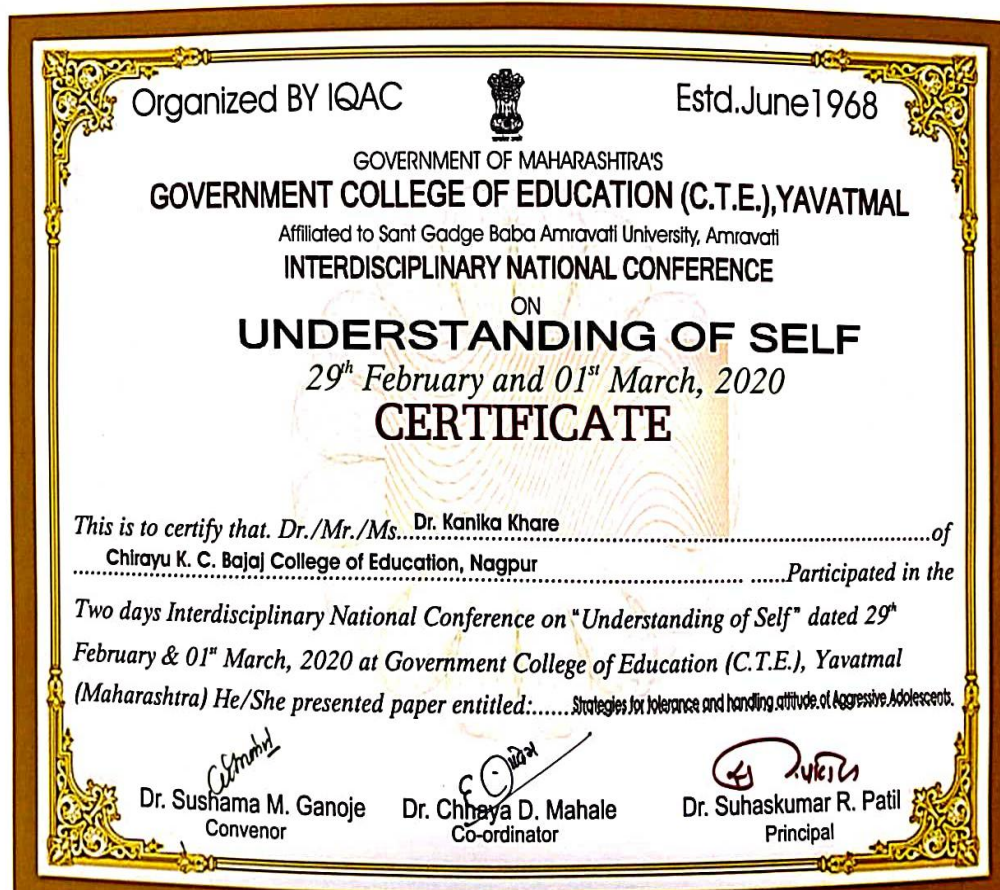 Organized BY IQAC
Estd.June1968
GOVERNMENT OF MAHARASHTRA'S
GOVERNMENT COLLEGE OF EDUCATION (C.T.E.),YAVATMAL
Affiliated to Sant Gadge Baba Amravati University, Amravati
INTERDISCIPLINARY NATIONAL CONFERENCE
ON
UNDERSTANDING OF SELF
29th February and 01st March, 2020
CERTIFICATE
This is to certify that. Dr./Mr./Ms. Dr. Kanika Khare of
Chirayu K. C. Bajaj College of Education, Nagpur Participated in the
Two days Interdisciplinary National Conference on "Understanding of Self" dated 29th
February & 01st March, 2020 at Government College of Education (C.T.E.), Yavatmal
(Maharashtra) He/She presented paper entitled:...... Strategies for tolerance and handling attitude of Aggressive Adolescents.
Dr. Sushama M. Ganoje
Convenor
Dr. Chhaya D. Mahale
Co-ordinator
Dr. Suhaskumar R. Patil
Principal